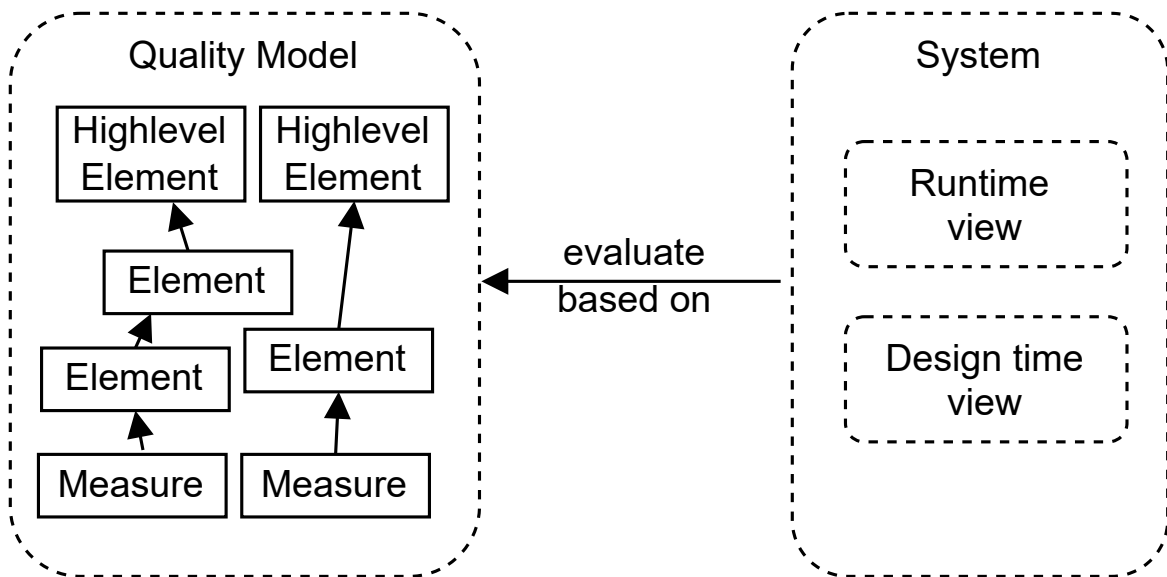 Quality Model
Highlevel
Element
Highlevel
Element
Element
Element
Element
Measure
Measure
evaluate
based on
System
Runtime
view
Design time
view